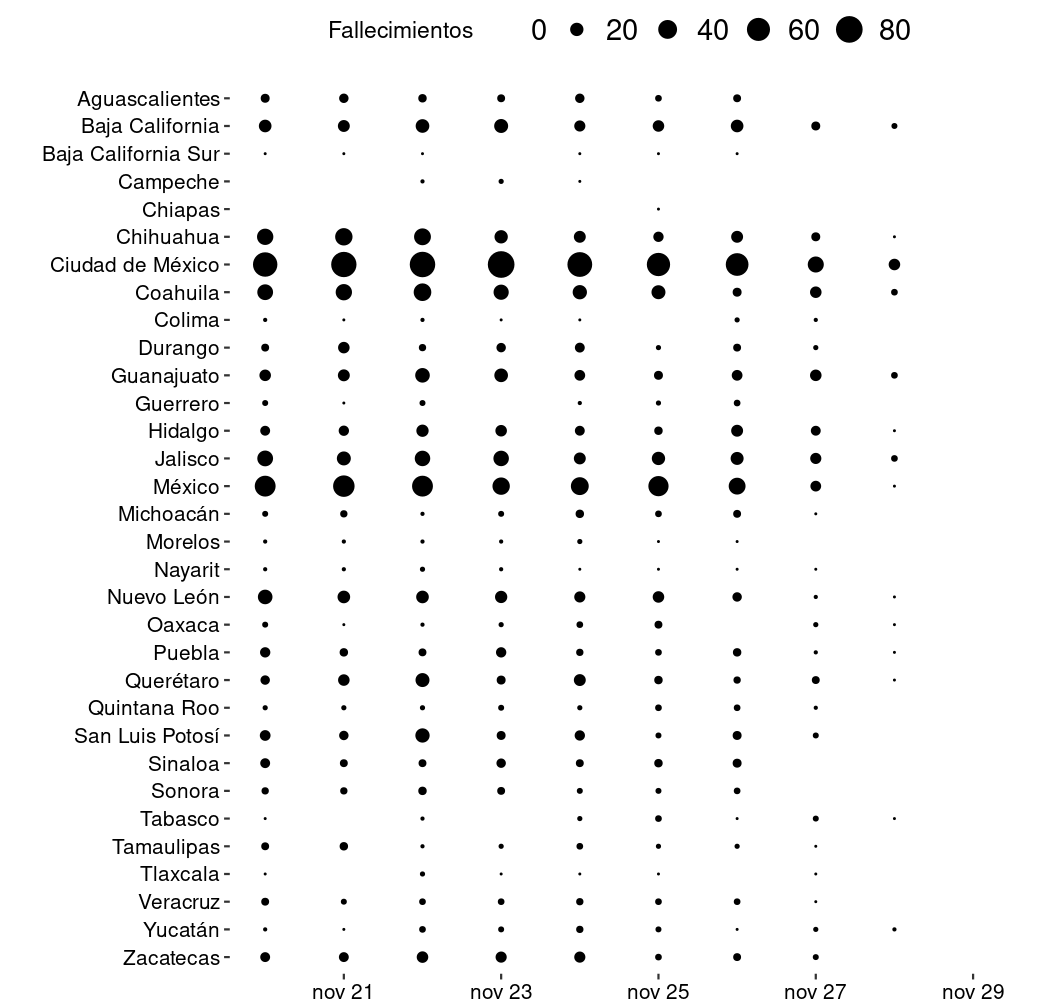 Fallecimientos 0 20 40 60 80
Aguascalientes
Baja California
Baja California Sur
Campeche
Chiapas
Chihuahua
Ciudad de México
Coahuila
Colima
Durango
Guanajuato
Guerrero
Hidalgo
Jalisco
México
Michoacán
Morelos
Nayarit
Nuevo León
Oaxaca
Puebla
Querétaro
Quintana Roo
San Luis Potosí
Sinaloa
Sonora
Tabasco
Tamaulipas
Tlaxcala
Veracruz
Yucatán
Zacatecas
nov 21 nov 23 nov 25 nov 27 nov 29